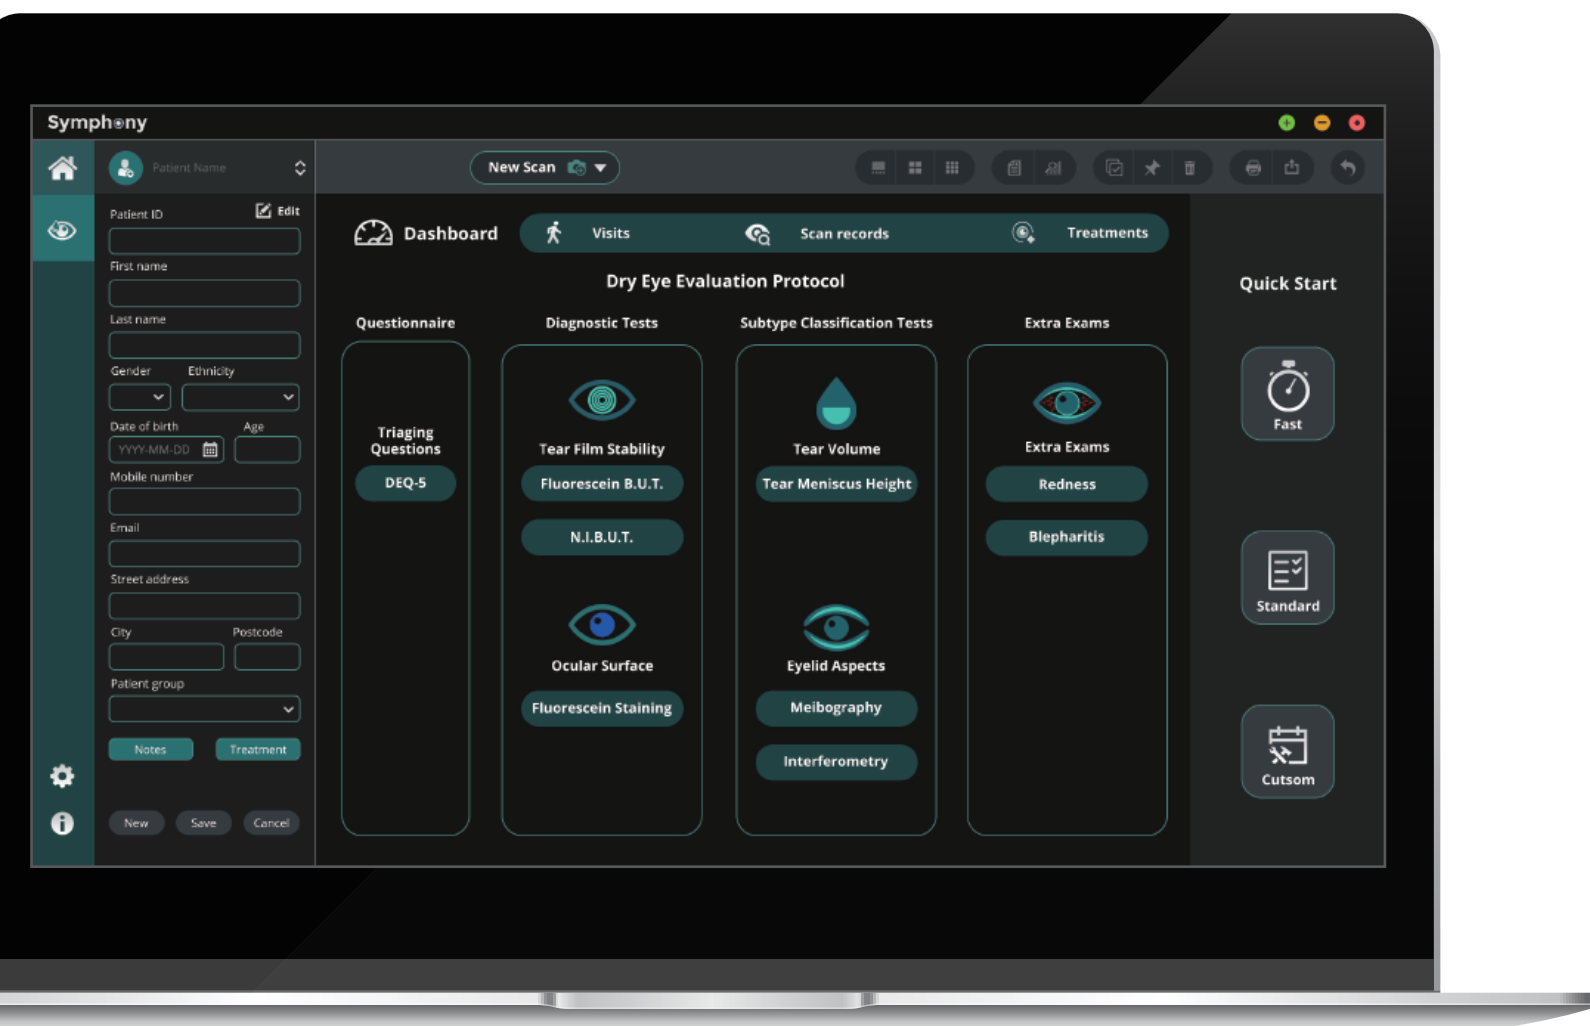 Symphony
Patient Name
New Scan
Patient ID
Edit
First name
Last name
Gender
Ethnicity
Date of birth
Age
YYYY-MM-DD
Mobile number
Email
Street address
City
Postcode
Patient group
Notes
Treatment
New
Save
Cancel
Dashboard
Visits
Scan records
Treatments
Dry Eye Evaluation Protocol
Questionnaire
Triaging
Questions
DEQ-5
Diagnostic Tests
Tear Film Stability
Fluorescein B.U.T.
N.I.B.U.T.
Ocular Surface
Fluorescein Staining
Subtype Classification Tests
Tear Volume
Tear Meniscus Height
Eyelid Aspects
Meibography
Interferometry
Extra Exams
Extra Exams
Redness
Blepharitis
Quick Start
Fast
Standard
Cutsom